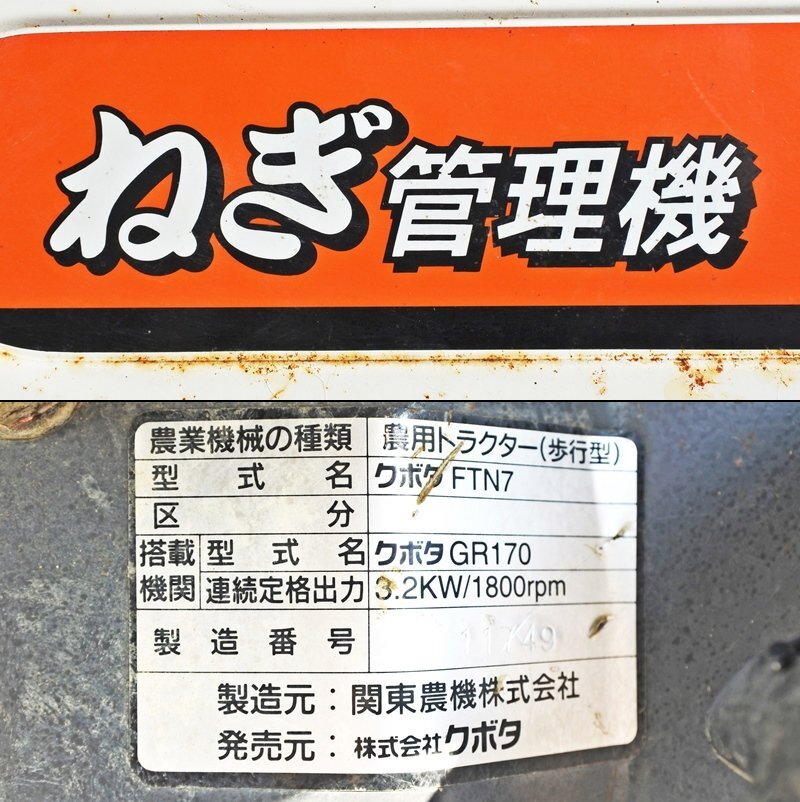 ねぎ管理機
農業機械の種類 農用トラクター(歩行型)
型式名 クボタ FTN7
区分
搭載機関 型式名 クボタ GR170
連続定格出力 3.2KW/1800rpm
製造番号 11749
製造元:関東農機株式会社
発売元:株式会社クボタ